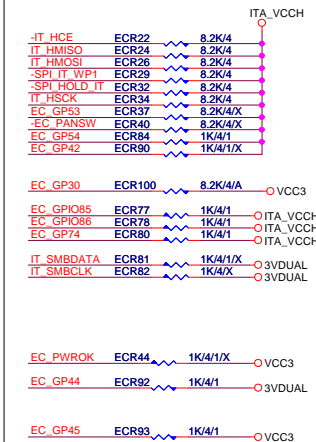 ITA_VCCH
-IT_HCE ECR22 8.2K/4
IT_HMISO ECR24 8.2K/4
IT_HMOSI ECR26 8.2K/4
-SPI_IT_WP1 ECR29 8.2K/4
-SPI_HOLD_IT ECR32 8.2K/4
IT_HSCK ECR34 8.2K/4
EC_GP53 ECR37 8.2K/4/X
-EC_PANSW ECR40 8.2K/4/X
EC_GP54 ECR84 1K/4/1
EC_GP42 ECR90 1K/4/1/X
EC_GP30 ECR100 8.2K/4/A VCC3
EC_GPIO85 ECR77 1K/4/1 ITA_VCCH
EC_GPIO86 ECR78 1K/4/1 ITA_VCCH
EC_GP74 ECR80 1K/4/1 ITA_VCCH
IT_SMBDATA ECR81 1K/4/1/X 3VDUAL
IT_SMBCLK ECR82 1K/4/X 3VDUAL
EC_PWROK ECR44 1K/4/1/X VCC3
EC_GP44 ECR92 1K/4/1 3VDUAL
EC_GP45 ECR93 1K/4/1 VCC3